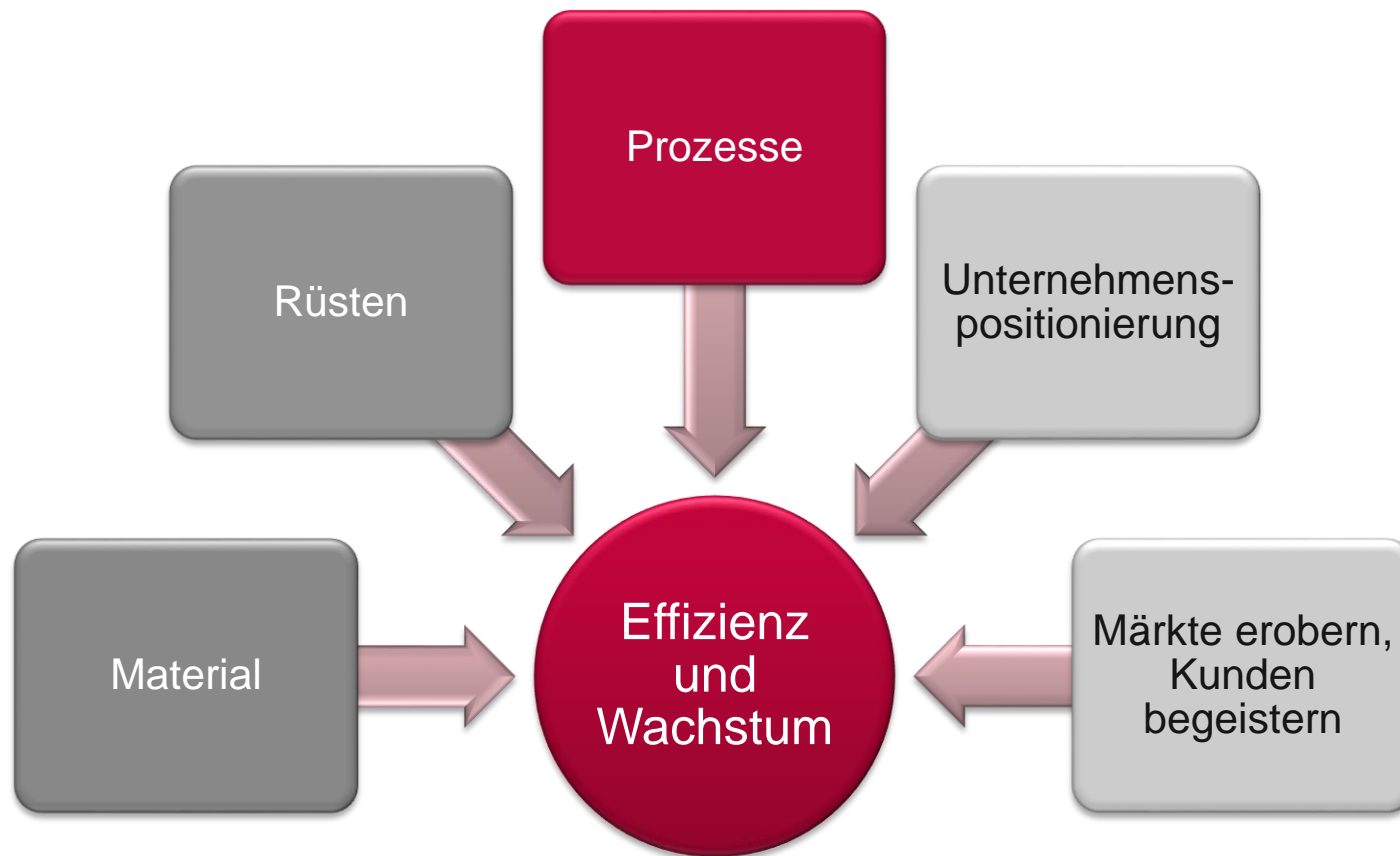 Prozesse
Rüsten
Unternehmens-
positionierung
Material
Effizienz
und
Wachstum
Märkte erobern,
Kunden
begeistern